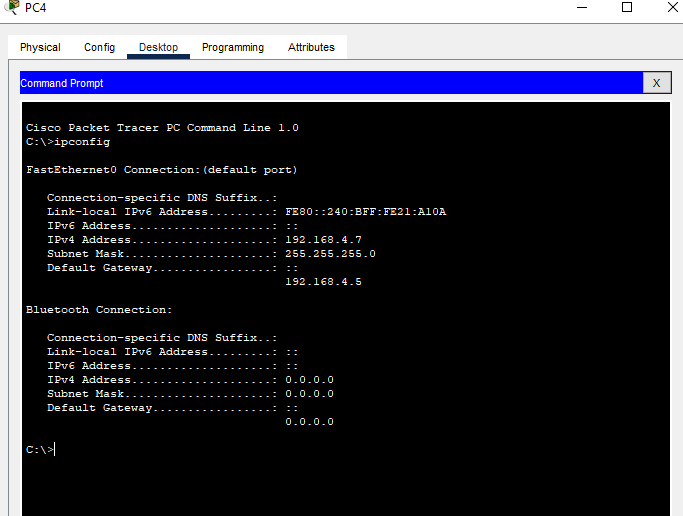 PC4
Physical Config Desktop Programming Attributes
Command Prompt X
Cisco Packet Tracer PC Command Line 1.0
C:\>ipconfig
FastEthernet0 Connection:(default port)
Connection-specific DNS Suffix..:
Link-local IPv6 Address.........: FE80::240:BFF:FE21:A10A
IPv6 Address....................: ::
IPv4 Address....................: 192.168.4.7
Subnet Mask.....................: 255.255.255.0
Default Gateway.................: ::
192.168.4.5
Bluetooth Connection:
Connection-specific DNS Suffix..:
Link-local IPv6 Address.........: ::
IPv6 Address....................: ::
IPv4 Address....................: 0.0.0.0
Subnet Mask.....................: 0.0.0.0
Default Gateway.................: ::
0.0.0.0
C:\>